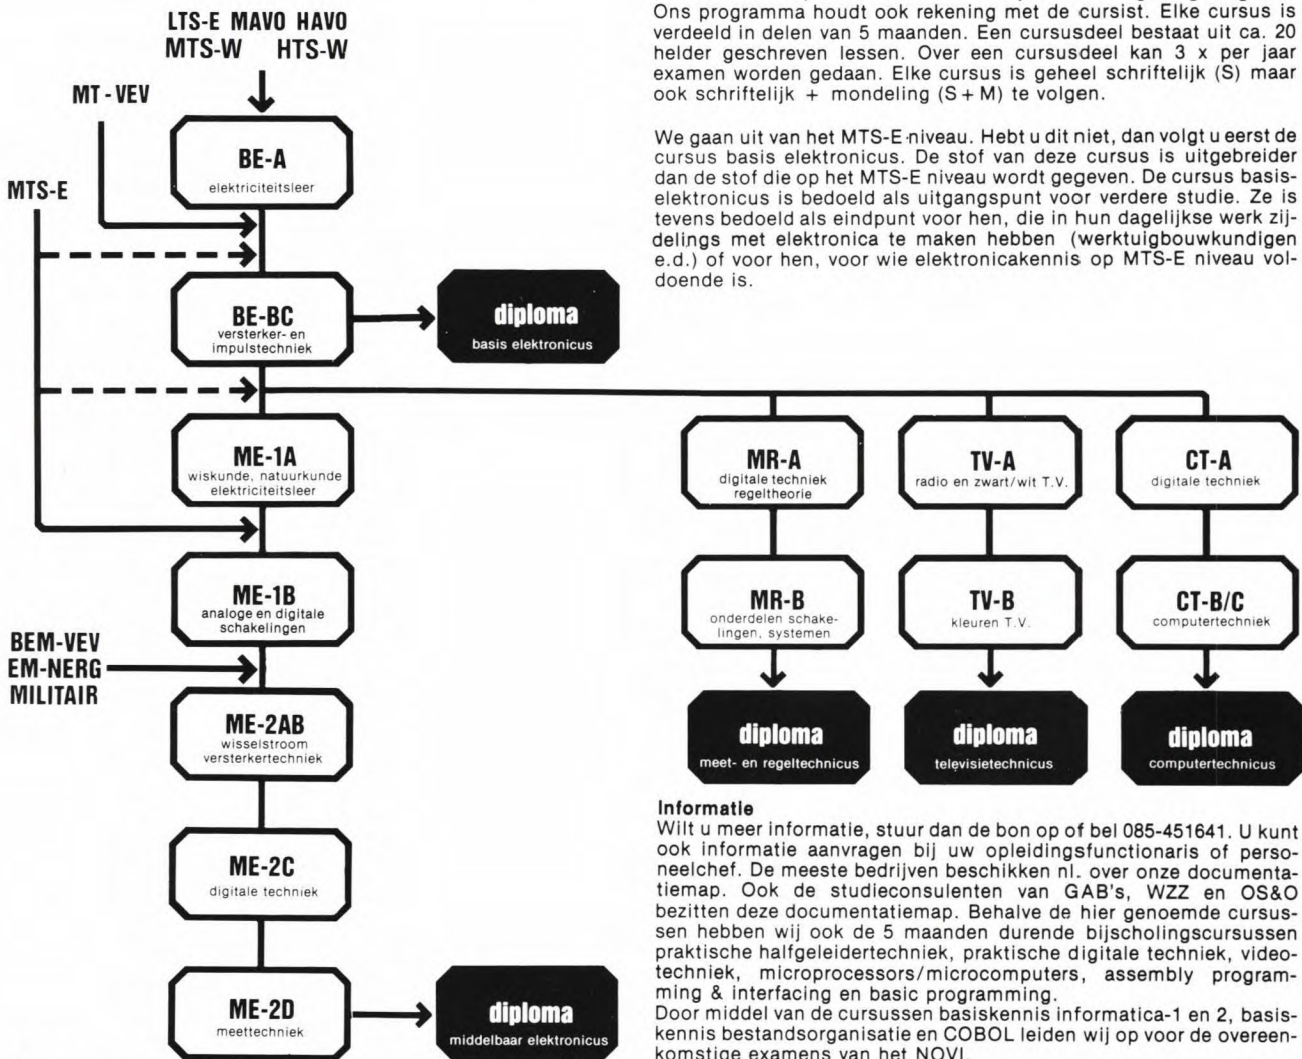 LTS-E MAVO HAVO
MTS-W HTS-W
MT - VEV
MTS-E
BE-A
elektriciteitsleer
BE-BC
versterker- en
impulstechniek
diploma
basis elektronicus
ME-1A
wiskunde, natuurkunde
elektriciteitsleer
ME-1B
analoge en digitale
schakelingen
BEM-VEV
EM-NERG
MILITAIR
ME-2AB
wisselstroom
versterkertechniek
ME-2C
digitale techniek
ME-2D
meettechniek
diploma
middelbaar elektronicus
Ons programma houdt ook rekening met de cursist. Elke cursus is
verdeeld in delen van 5 maanden. Een cursusdeel bestaat uit ca. 20
helder geschreven lessen. Over een cursusdeel kan 3 x per jaar
examen worden gedaan. Elke cursus is geheel schriftelijk (S) maar
ook schriftelijk + mondeling (S + M) te volgen.
We gaan uit van het MTS-E niveau. Hebt u dit niet, dan volgt u eerst de
cursus basis elektronicus. De stof van deze cursus is uitgebreider
dan de stof die op het MTS-E niveau wordt gegeven. De cursus basis-
elektronicus is bedoeld als uitgangspunt voor verdere studie. Ze is
tevens bedoeld als eindpunt voor hen, die in hun dagelijkse werk zij-
delings met elektronica te maken hebben (werktuigbouwkundigen
e.d.) of voor hen, voor wie elektronicakennis op MTS-E niveau vol-
doende is.
MR-A
digitale techniek
regeltheorie
TV-A
radio en zwart/wit T.V.
CT-A
digitale techniek
MR-B
onderdelen schake-
lingen, systemen
TV-B
kleuren T.V.
CT-B/C
computertechniek
diploma
meet- en regeltechnicus
diploma
televisietechnicus
diploma
computertechnicus
Informatie
Wilt u meer informatie, stuur dan de bon op of bel 085-451641. U kunt
ook informatie aanvragen bij uw opleidingsfunctionaris of perso-
neelchef. De meeste bedrijven beschikken nl. over onze documenta-
tiemap. Ook de studieconsulenten van GAB's, WZZ en OS&O
bezitten deze documentatiemap. Behalve de hier genoemde cursus-
sen hebben wij ook de 5 maanden durende bijscholingscursussen
praktische halfgeleidertechniek, praktische digitale techniek, video-
techniek, microprocessors/microcomputers, assembly program-
ming & interfacing en basic programming.
Door middel van de cursussen basiskennis informatica-1 en 2, basis-
kennis bestandsorganisatie en COBOL leiden wij op voor de overeen-
komstige examens van het NOVI.